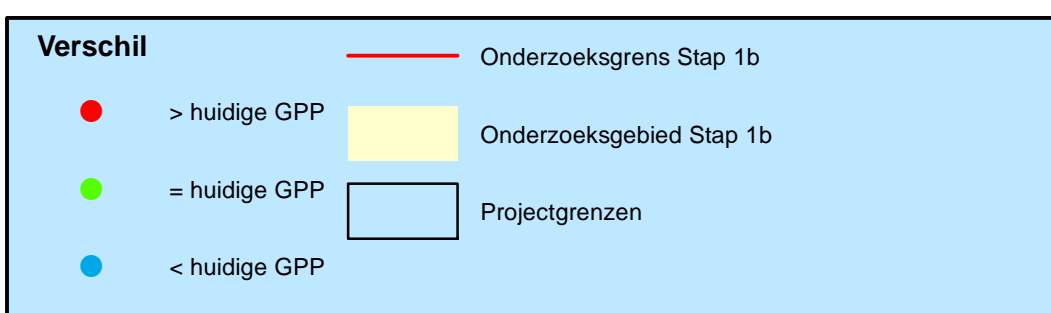 Verschil
> huidige GPP
= huidige GPP
< huidige GPP
Onderzoeksgrens Stap 1b
Onderzoeksgebied Stap 1b
Projectgrenzen